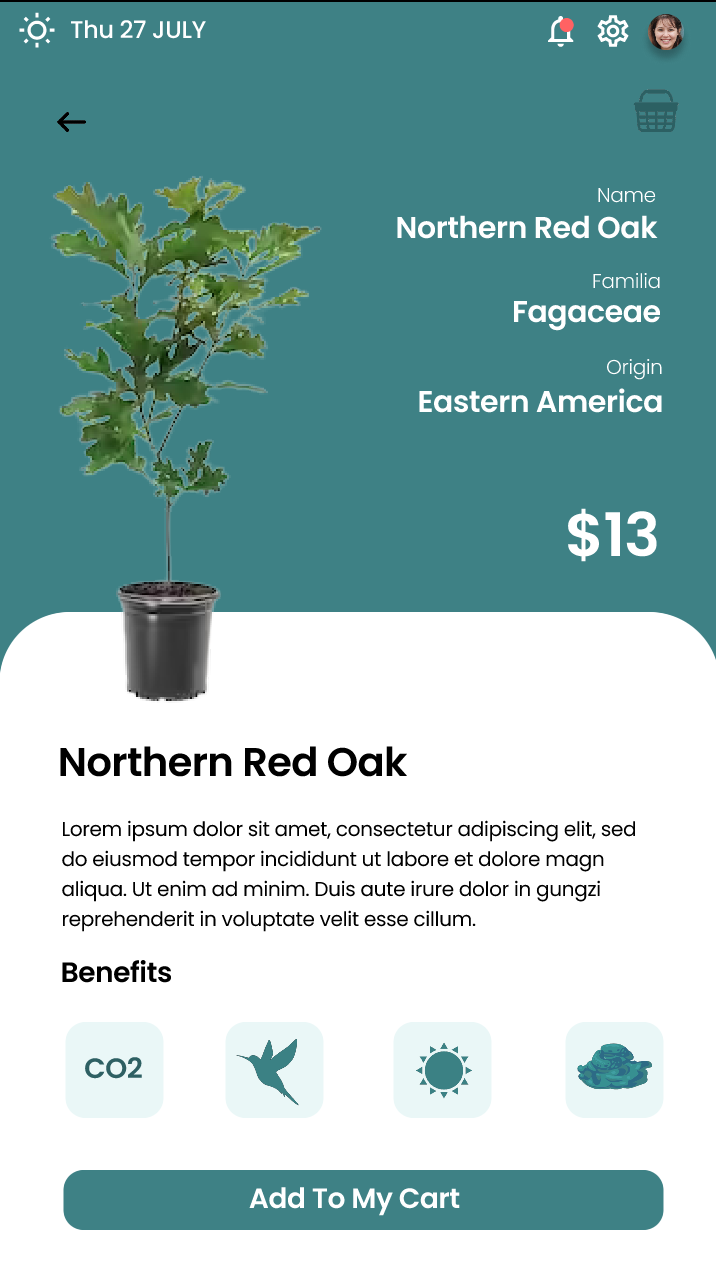 Thu 27 JULY
Name
Northern Red Oak
Familia
Fagaceae
Origin
Eastern America
$13
Northern Red Oak
Lorem ipsum dolor sit amet, consectetur adipiscing elit, sed
do eiusmod tempor incididunt ut labore et dolore magn
aliqua. Ut enim ad minim. Duis aute irure dolor in gungzi
reprehenderit in voluptate velit esse cillum.
Benefits
CO2
Add To My Cart